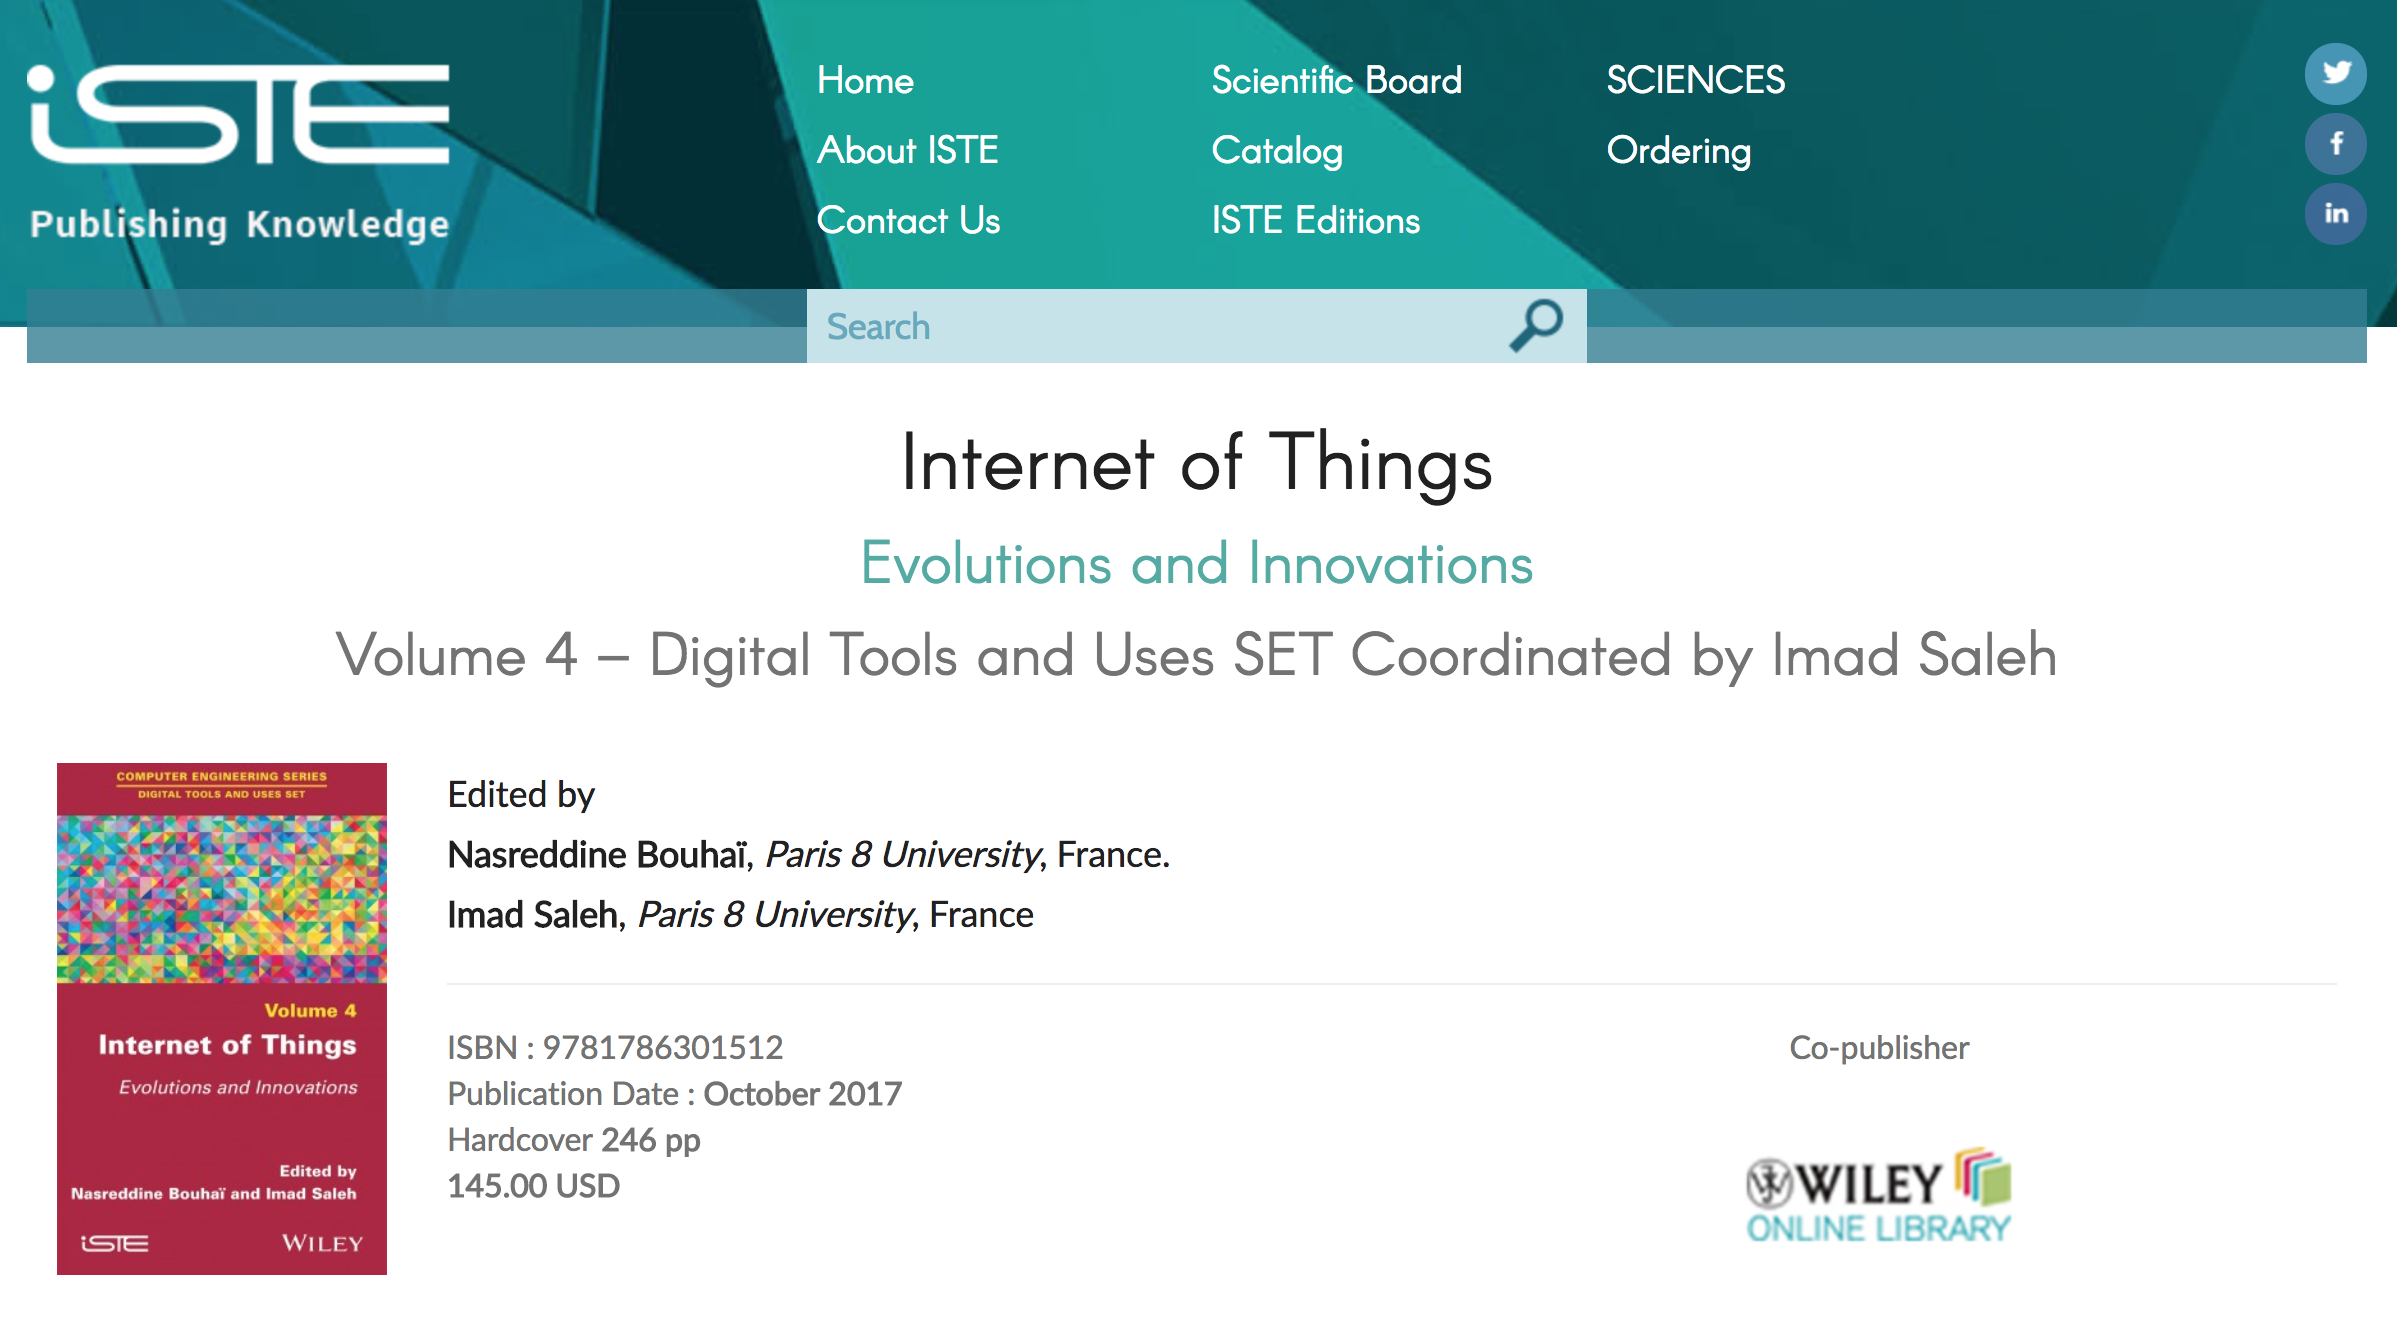 iSTE
Publishing Knowledge
Home
About ISTE
Contact Us
Scientific Board
Catalog
ISTE Editions
SCIENCES
Ordering
f
in
Search
Internet of Things
Evolutions and Innovations
Volume 4 – Digital Tools and Uses SET Coordinated by Imad Saleh
COMPUTER ENGINEERING SERIES
DIGITAL TOOLS AND USES SET
Volume 4
Internet of Things
Evolutions and Innovations
Edited by
Nasreddine Bouhaï and Imad Saleh
iSTE
WILEY
Edited by
Nasreddine Bouhaï, Paris 8 University, France.
Imad Saleh, Paris 8 University, France
ISBN : 9781786301512
Publication Date : October 2017
Hardcover 246 pp
145.00 USD
Co-publisher
WILEY
ONLINE LIBRARY